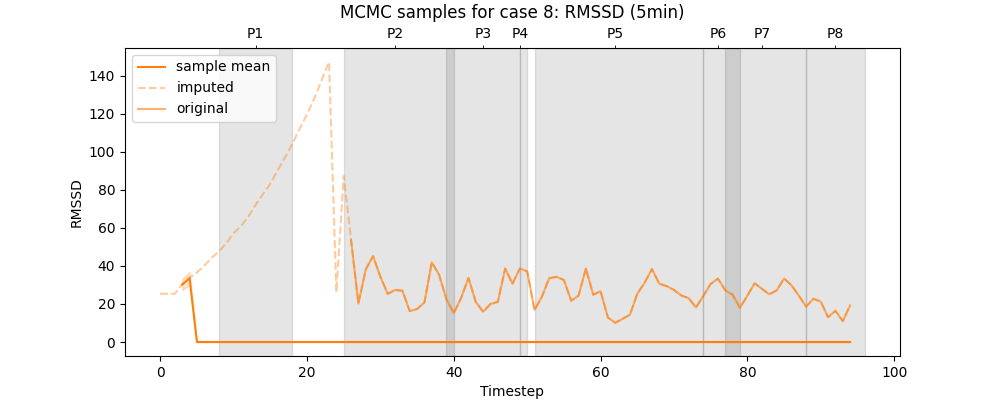 MCMC samples for case 8: RMSSD (5min)
P1 P2 P3 P4 P5 P6 P7 P8
sample mean
imputed
original
140
120
100
80
60
40
20
0
RMSSD
0 20 40 60 80 100
Timestep